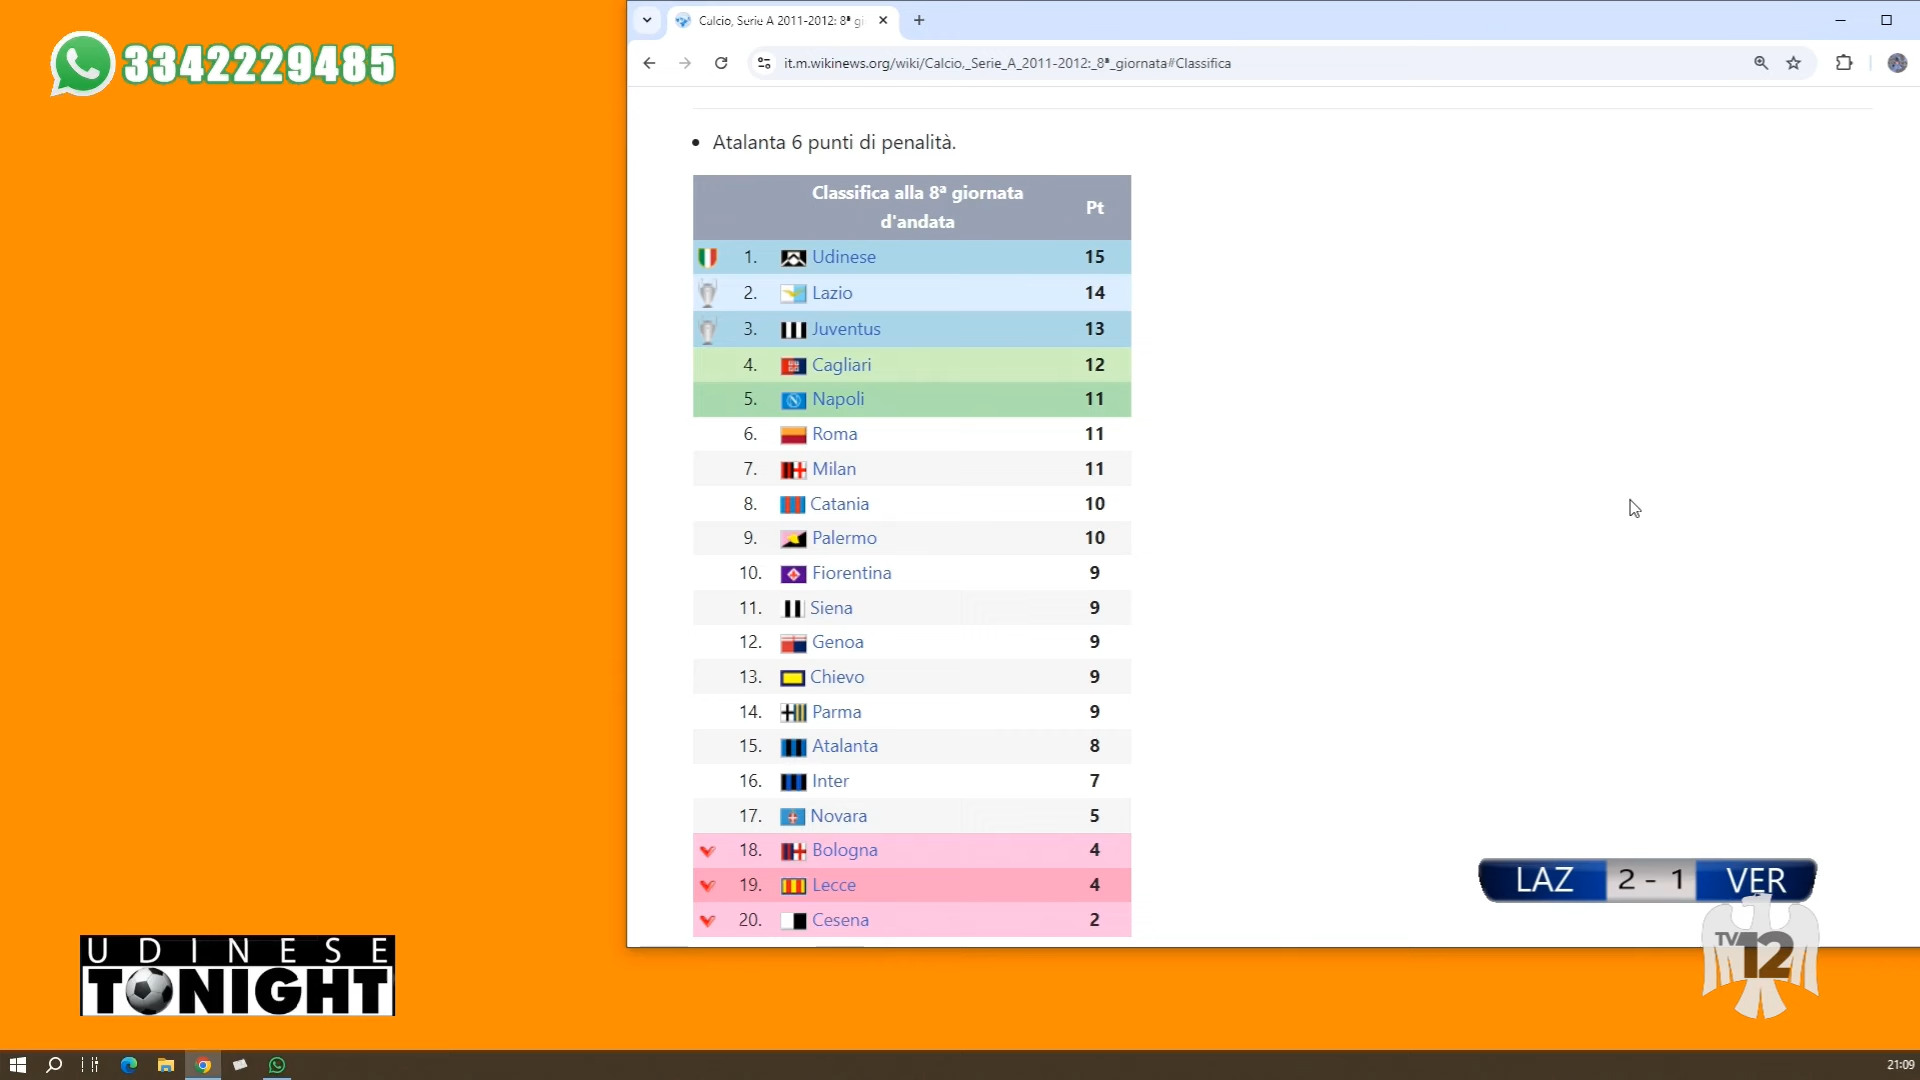 3342229485
Calcio, Serie A 2011-2012: 8ª gi
it.m.wikinews.org/wiki/Calcio,_Serie_A_2011-2012:_8ª_giornata#Classifica
• Atalanta 6 punti di penalità.
Classifica alla 8ª giornata
d'andata
Pt
1. Udinese 15
2. Lazio 14
3. Juventus 13
4. Cagliari 12
5. Napoli 11
6. Roma 11
7. Milan 11
8. Catania 10
9. Palermo 10
10. Fiorentina 9
11. Siena 9
12. Genoa 9
13. Chievo 9
14. Parma 9
15. Atalanta 8
16. Inter 7
17. Novara 5
18. Bologna 4
19. Lecce 4
20. Cesena 2
LAZ 2 - 1 VER
TV12
UDINESE
TONIGHT
21:09